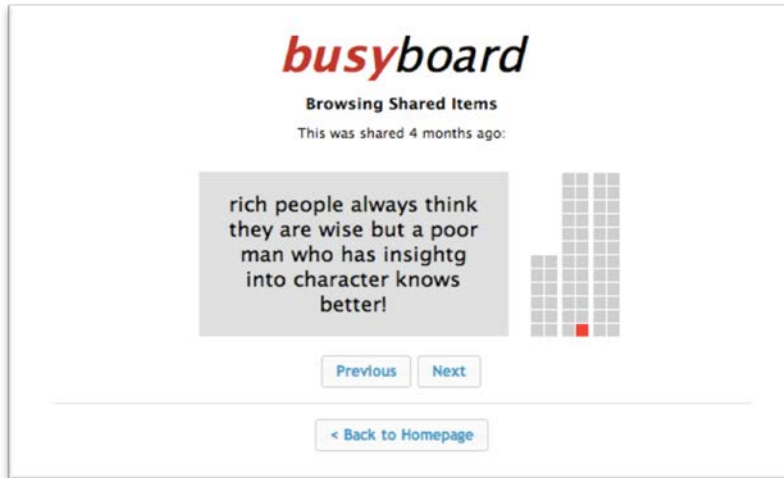 busyboard
Browsing Shared Items
This was shared 4 months ago:
rich people always think
they are wise but a poor
man who has insightg
into character knows
better!
Previous Next
< Back to Homepage